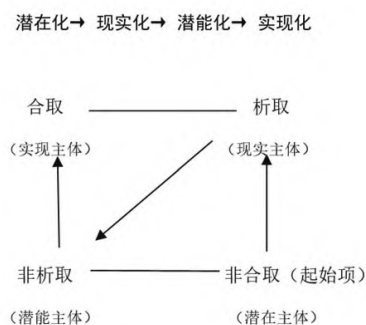 潜在化→ 现实化→ 潜能化→ 实现化
合取 析取
（实现主体） （现实主体）
非析取 非合取（起始项）
（潜能主体） （潜在主体）